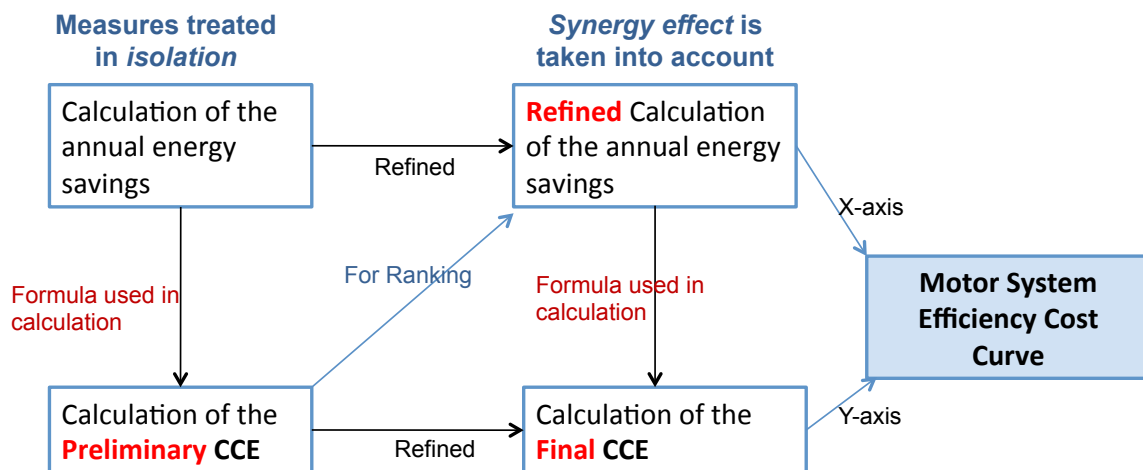 Measures treated
in isolation
Synergy effect is
taken into account
Calculation of the
annual energy
savings
Refined
Refined Calculation
of the annual energy
savings
X-axis
For Ranking
Formula used in
calculation
Formula used in
calculation
Motor System
Efficiency Cost
Curve
Calculation of the
Preliminary CCE
Refined
Calculation of the
Final CCE
Y-axis